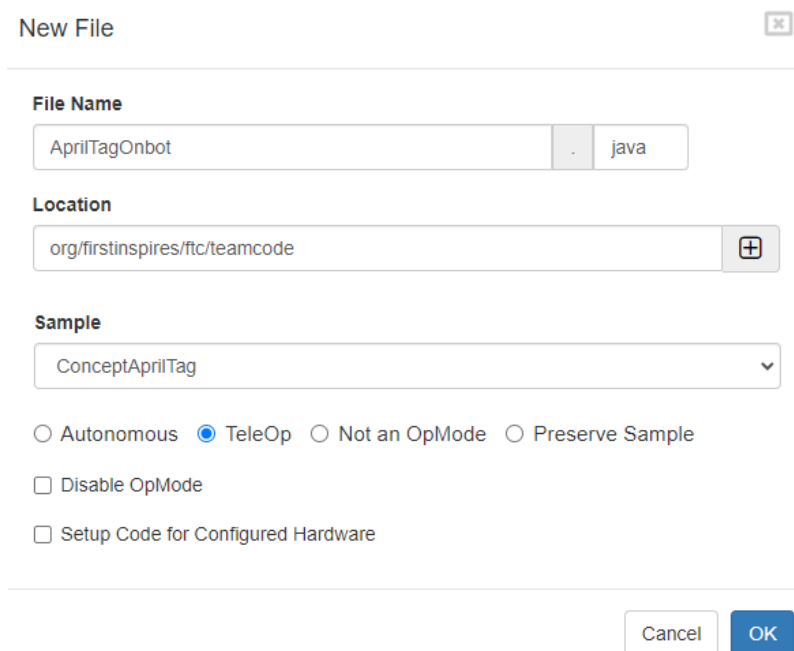 New File
File Name
AprilTagOnbot . java
Location
org/firstinspires/ftc/teamcode
Sample
ConceptAprilTag
Autonomous TeleOp Not an OpMode Preserve Sample
Disable OpMode
Setup Code for Configured Hardware
Cancel OK